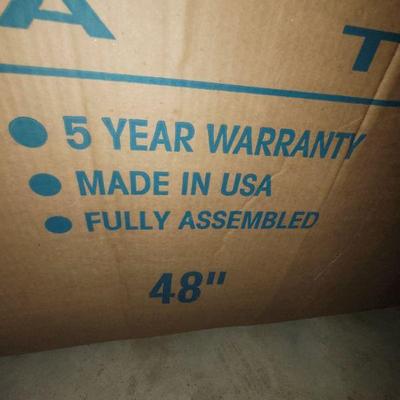 A T
● 5 YEAR WARRANTY
● MADE IN USA
● FULLY ASSEMBLED
48"